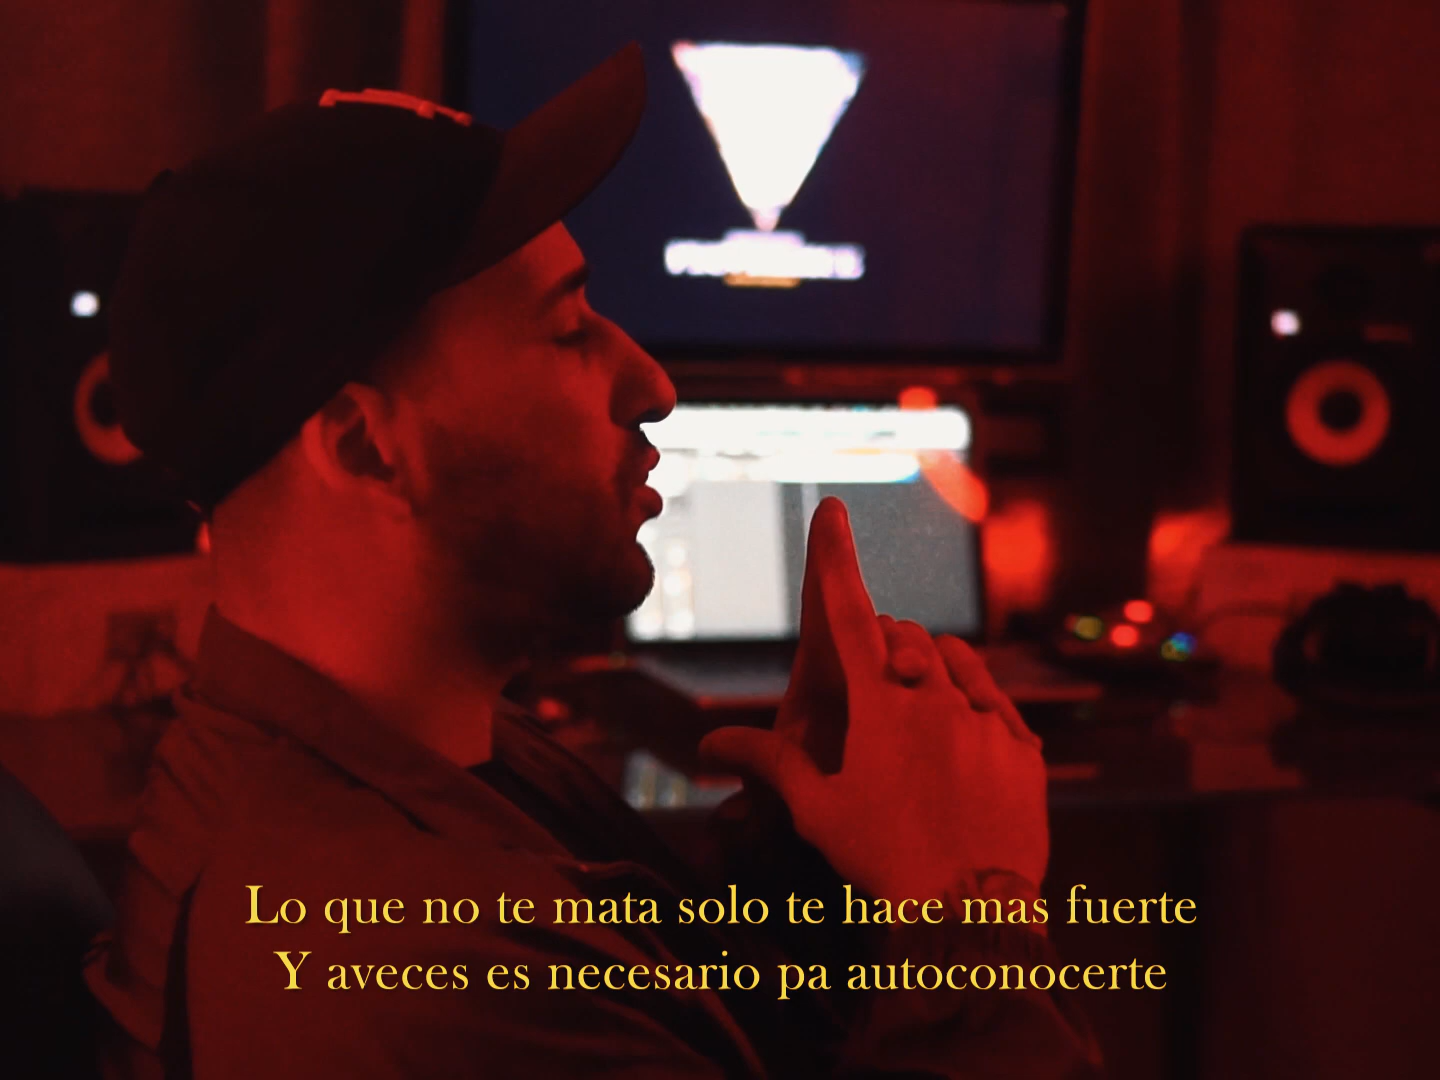 Lo que no te mata solo te hace mas fuerte
Y aveces es necesario pa autoconocerte